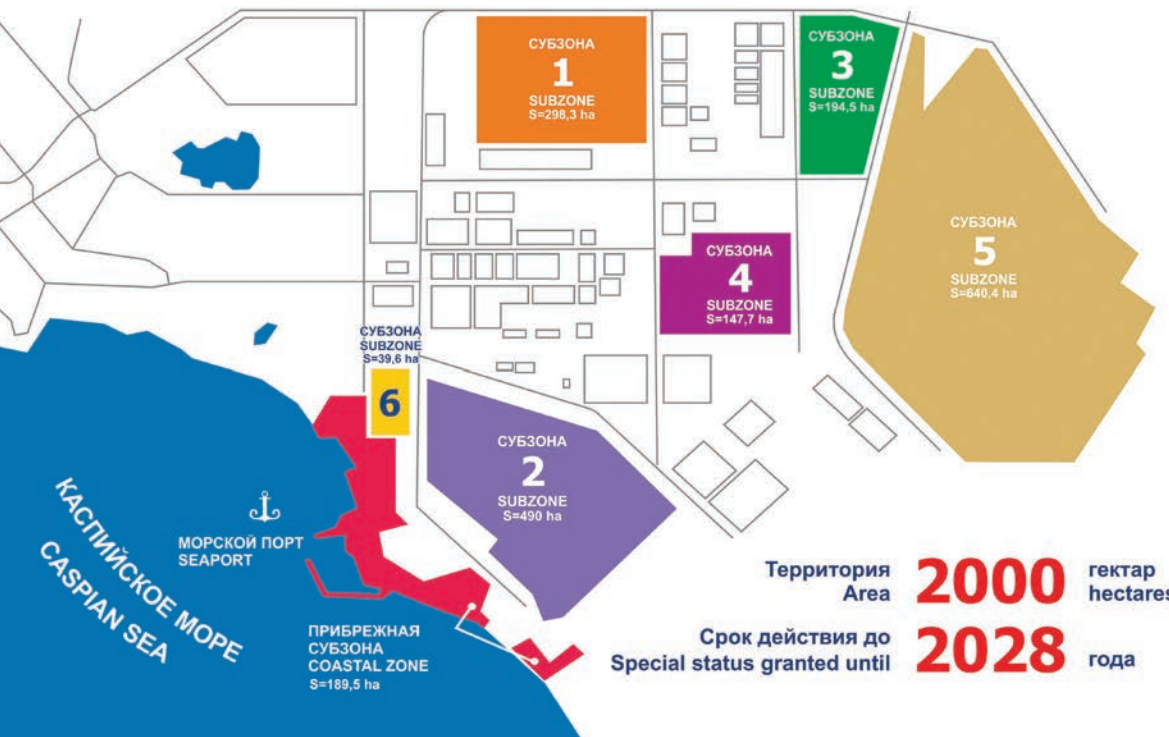 СУБЗОНА
1
SUBZONE
S=298,3 ha
СУБЗОНА
3
SUBZONE
S=194,5 ha
СУБЗОНА
5
SUBZONE
S=640,4 ha
СУБЗОНА
4
SUBZONE
S=147,7 ha
СУБЗОНА
SUBZONE
S=39,6 ha
6
СУБЗОНА
2
SUBZONE
S=490 ha
КАСПИЙСКОЕ МОРЕ
CASPIAN SEA
МОРСКОЙ ПОРТ
SEAPORT
ПРИБРЕЖНАЯ
СУБЗОНА
COASTAL ZONE
S=189,5 ha
Территория
Area
2000
гектар
hectares
Срок действия до
Special status granted until
2028
года